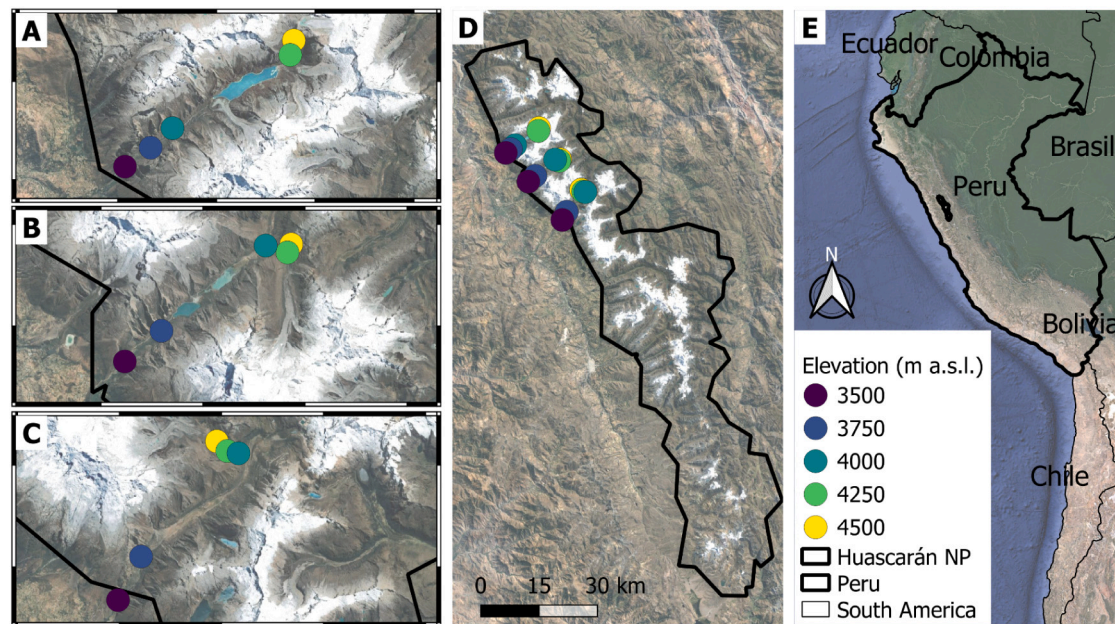 A
B
C
D
0 15 30 km
E
Ecuador
Colombia
Brasil
Peru
N
Bolivia
Chile
Elevation (m a.s.l.)
3500
3750
4000
4250
4500
Huascarán NP
Peru
South America